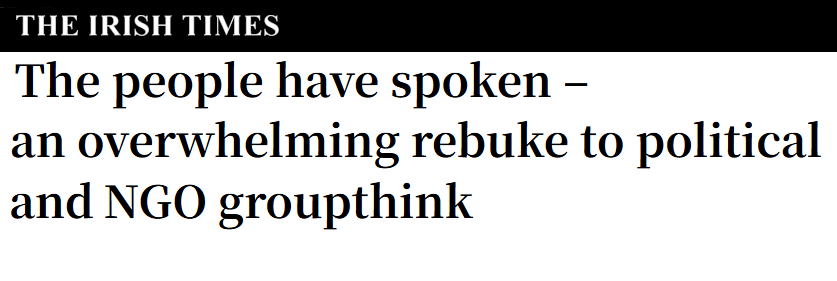 THE IRISH TIMES
The people have spoken –
an overwhelming rebuke to political
and NGO groupthink